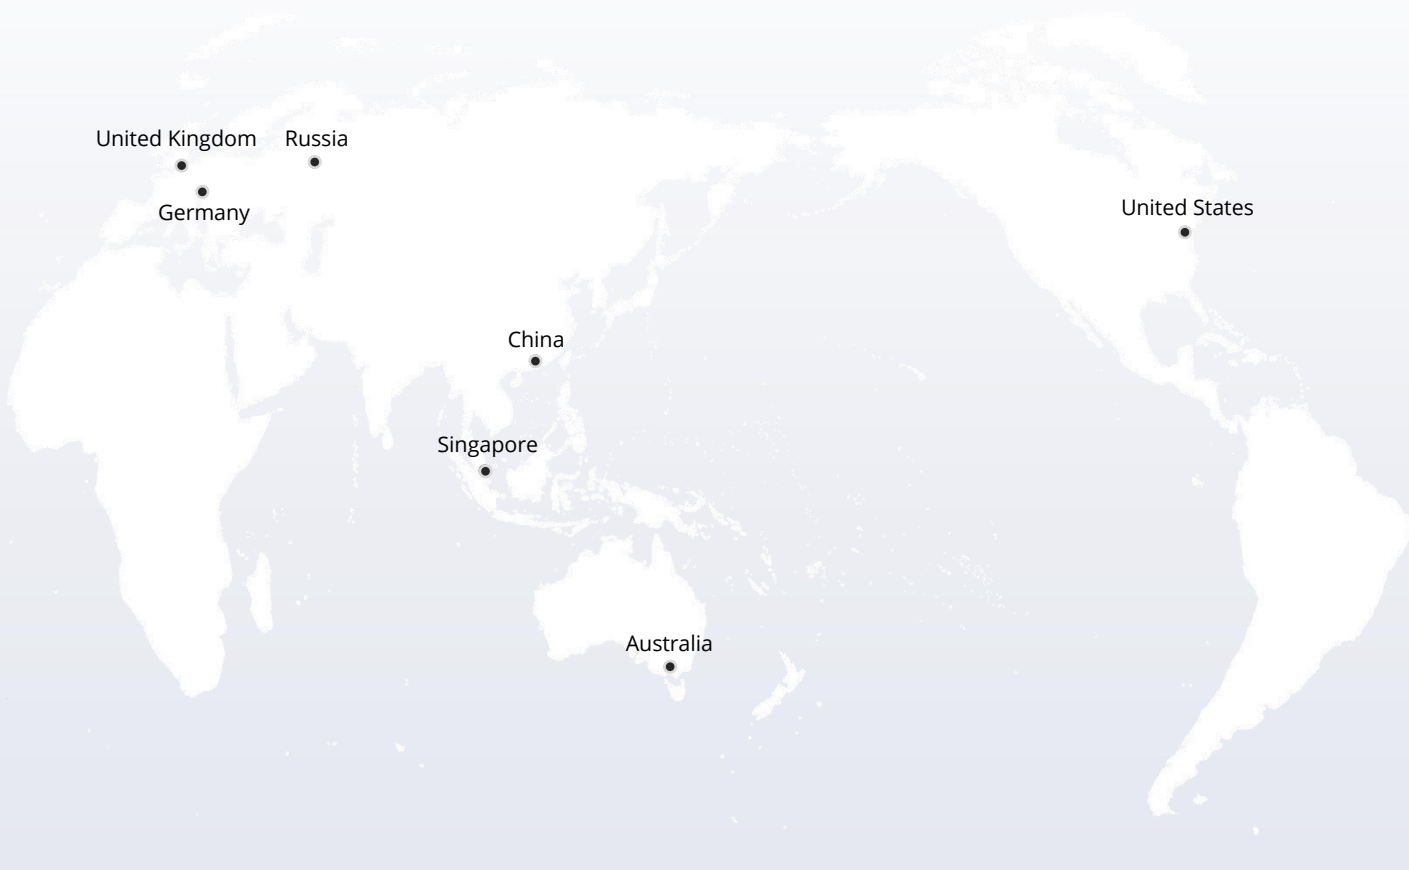 United Kingdom
Russia
Germany
United States
China
Singapore
Australia